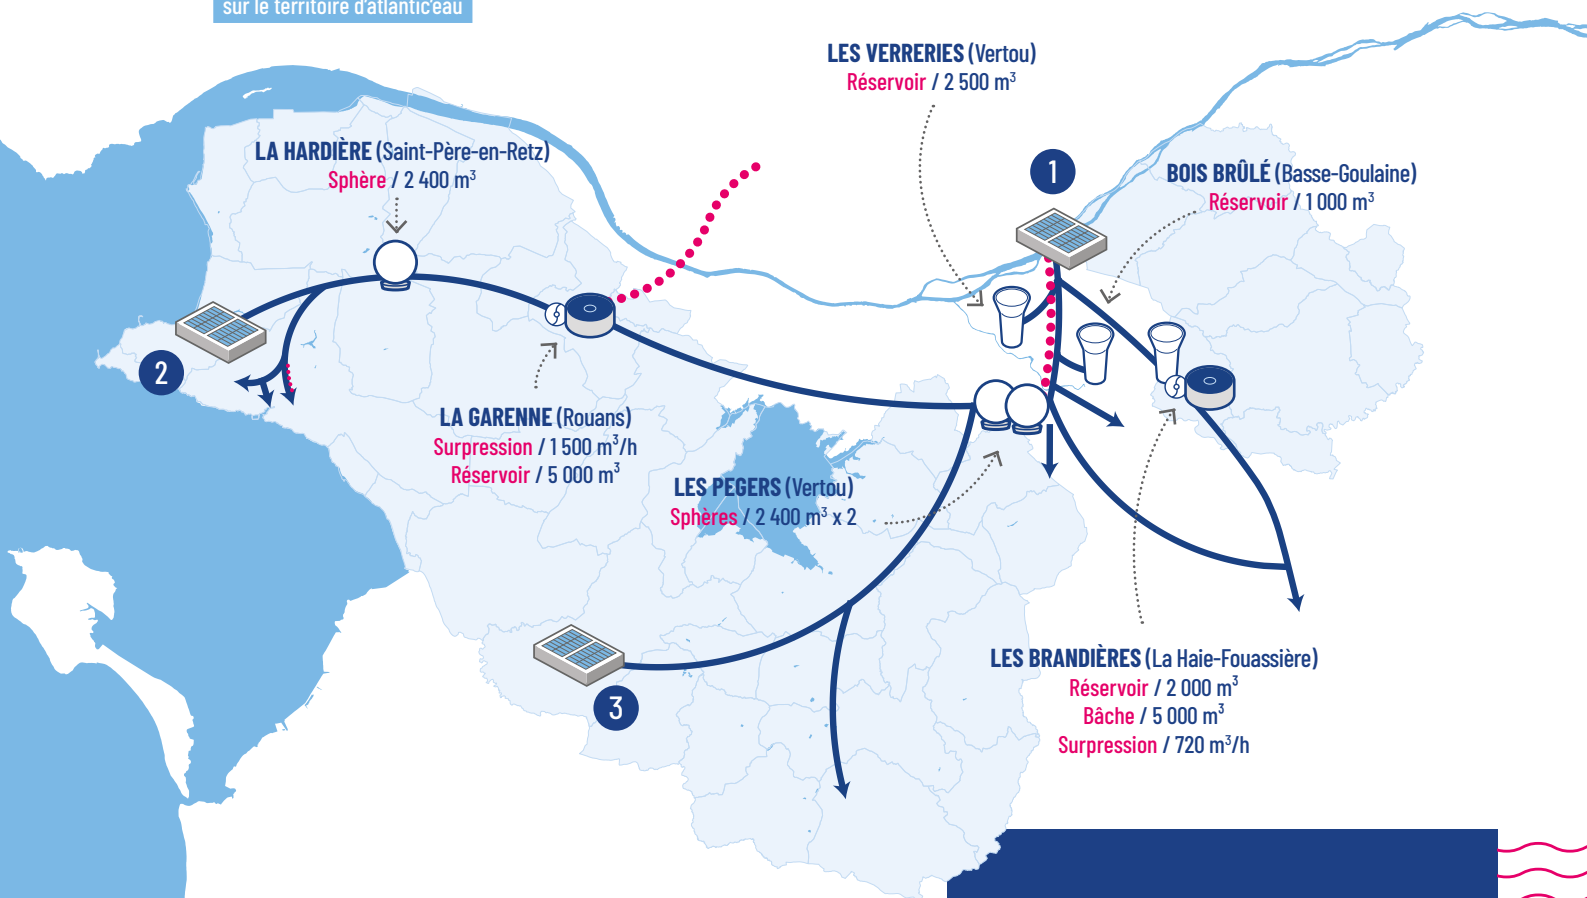 sur le territoire d'atlantic'eau
LES VERRERIES (Vertou)
Réservoir / 2 500 m³
LA HARDIÈRE (Saint-Père-en-Retz)
Sphère / 2 400 m³
1
BOIS BRÛLÉ (Basse-Goulaine)
Réservoir / 1 000 m³
2
LA GARENNE (Rouans)
Surpression / 1 500 m³/h
Réservoir / 5 000 m³
LES PEGERS (Vertou)
Sphères / 2 400 m³ x 2
3
LES BRANDIÈRES (La Haie-Fouassière)
Réservoir / 2 000 m³
Bâche / 5 000 m³
Surpression / 720 m³/h